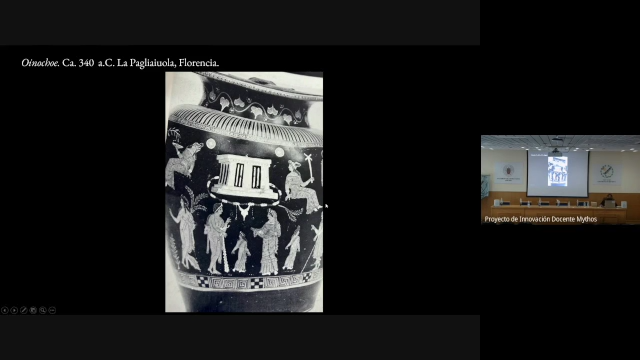 Oinochoe. Ca. 340 a.C. La Pagliaiuola, Florencia.
Proyecto de Innovación Docente Mythos